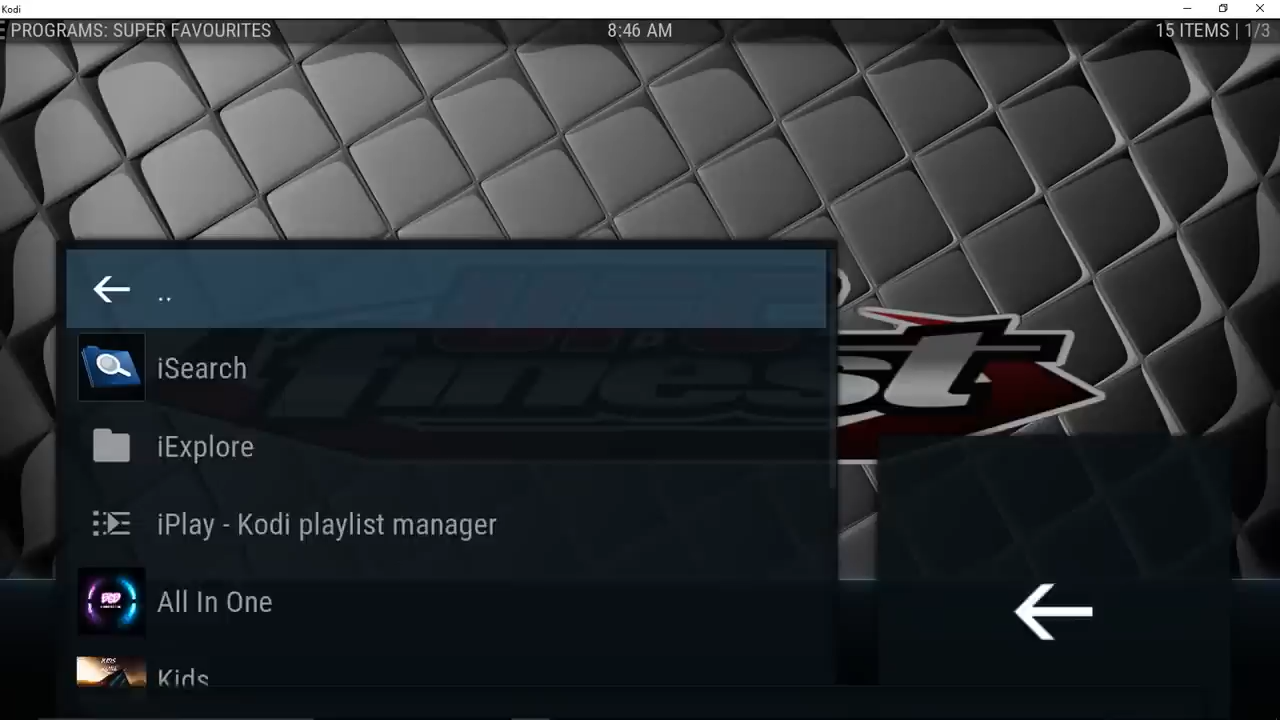 Kodi
PROGRAMS: SUPER FAVOURITES
8:46 AM
15 ITEMS | 1/3
..
iSearch
finest
iExplore
iPlay - Kodi playlist manager
All In One
Kids